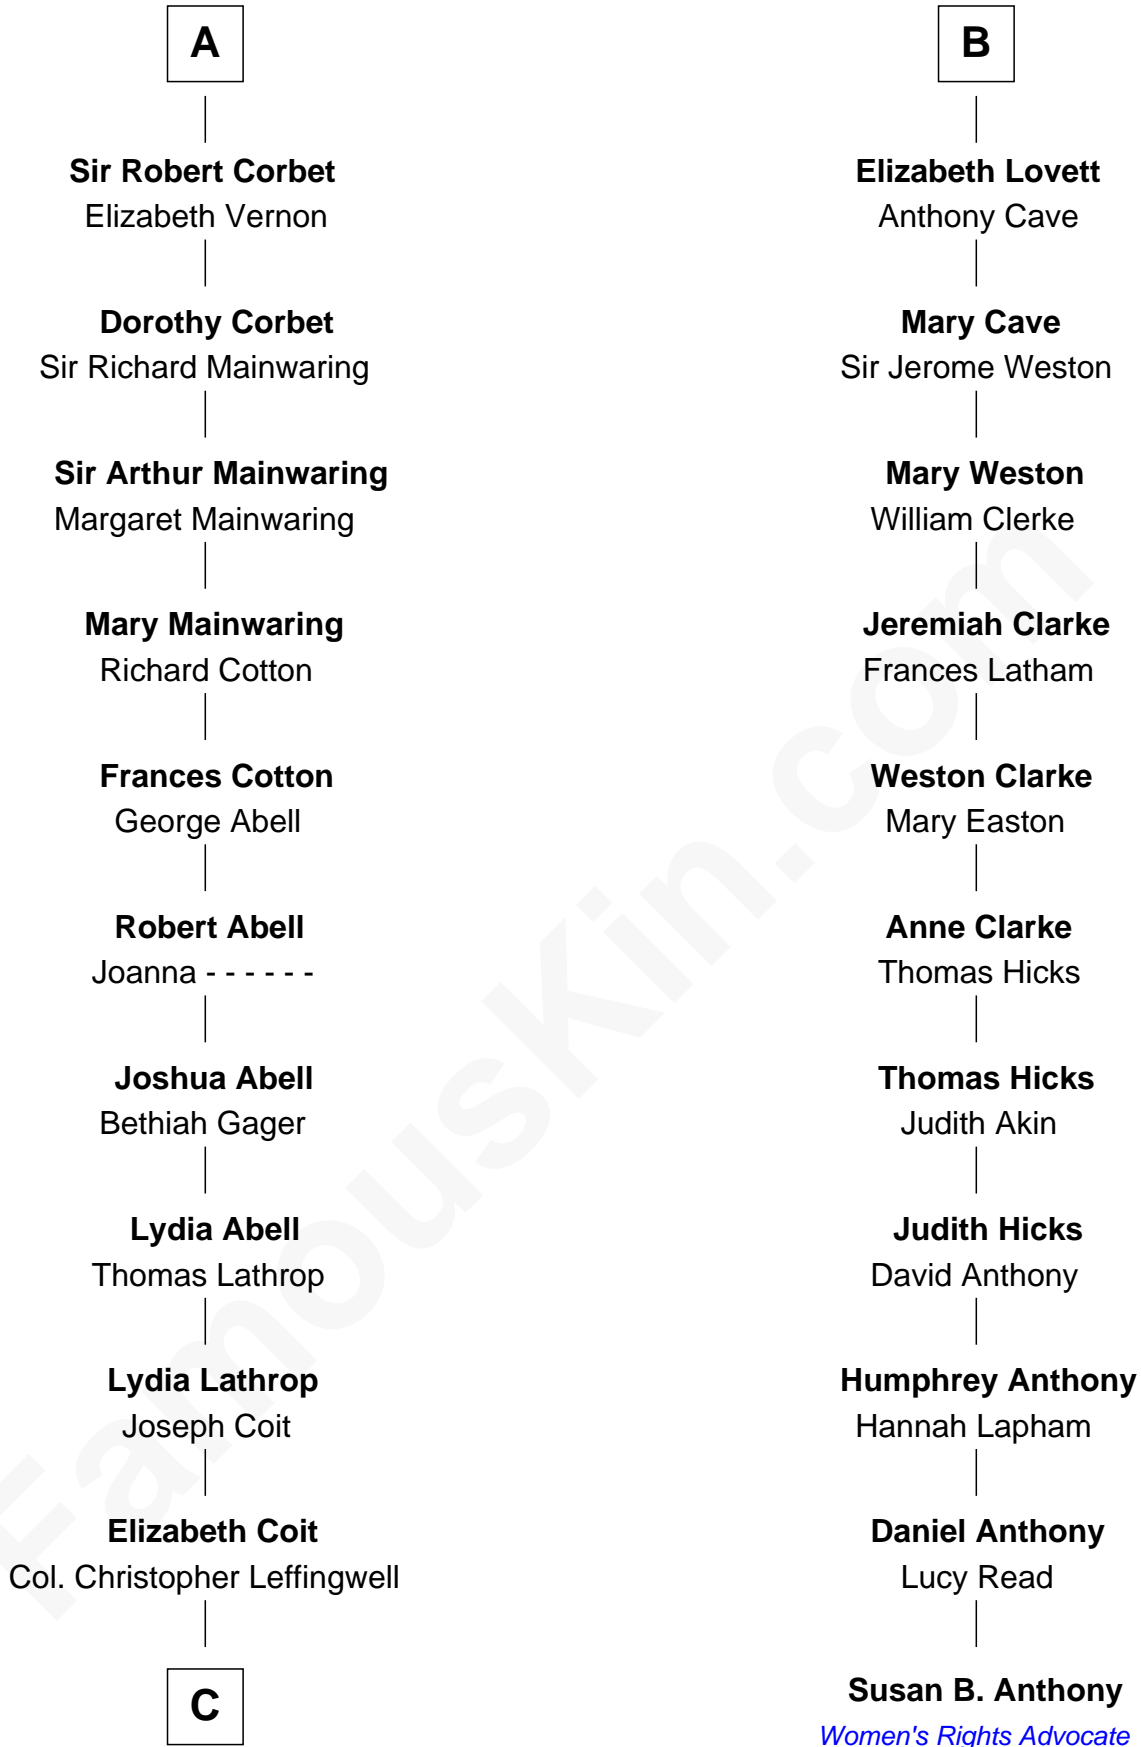 A
Sir Robert Corbet
Elizabeth Vernon
Dorothy Corbet
Sir Richard Mainwaring
Sir Arthur Mainwaring
Margaret Mainwaring
Mary Mainwaring
Richard Cotton
Frances Cotton
George Abell
Robert Abell
Joanna - - - - - -
Joshua Abell
Bethiah Gager
Lydia Abell
Thomas Lathrop
Lydia Lathrop
Joseph Coit
Elizabeth Coit
Col. Christopher Leffingwell
C
B
Elizabeth Lovett
Anthony Cave
Mary Cave
Sir Jerome Weston
Mary Weston
William Clerke
Jeremiah Clarke
Frances Latham
Weston Clarke
Mary Easton
Anne Clarke
Thomas Hicks
Thomas Hicks
Judith Akin
Judith Hicks
David Anthony
Humphrey Anthony
Hannah Lapham
Daniel Anthony
Lucy Read
Susan B. Anthony
Women's Rights Advocate
FamousKin.com